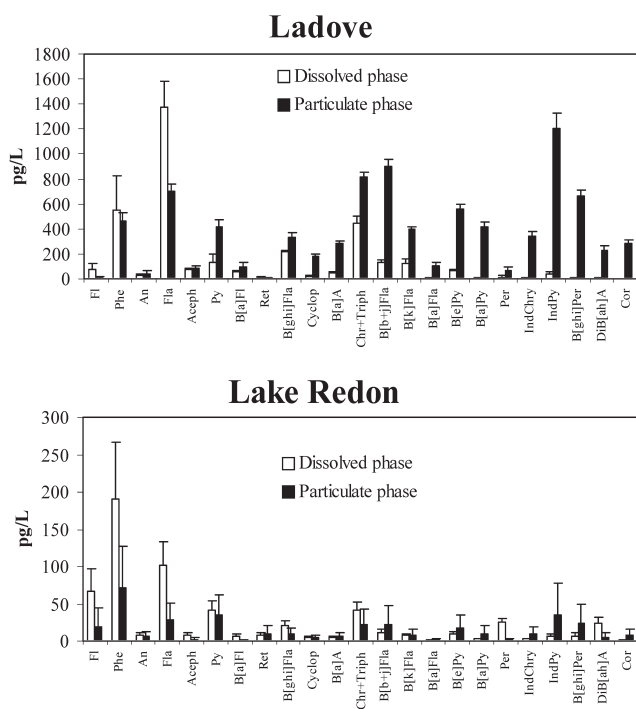 Ladove
1800
1600
1400
1200
1000
800
600
400
200
0
pg/L
Dissolved phase
Particulate phase
Fl
Phe
An
Fla
Aceph
Py
B[a]Fl
Ret
B[ghi]Fla
Cyclop
B[a]A
Chr+Triph
B[b+j]Fla
B[k]Fla
B[a]Fla
B[e]Py
B[a]Py
Per
IndChry
IndPy
B[ghi]Per
DiB[ah]A
Cor
Lake Redon
300
250
200
150
100
50
0
pg/L
Dissolved phase
Particulate phase
Fl
Phe
An
Fla
Aceph
Py
B[a]Fl
Ret
B[ghi]Fla
Cyclop
B[a]A
Chr+Triph
B[b+j]Fla
B[k]Fla
B[a]Fla
B[e]Py
B[a]Py
Per
IndChry
IndPy
B[ghi]Per
DiB[ah]A
Cor